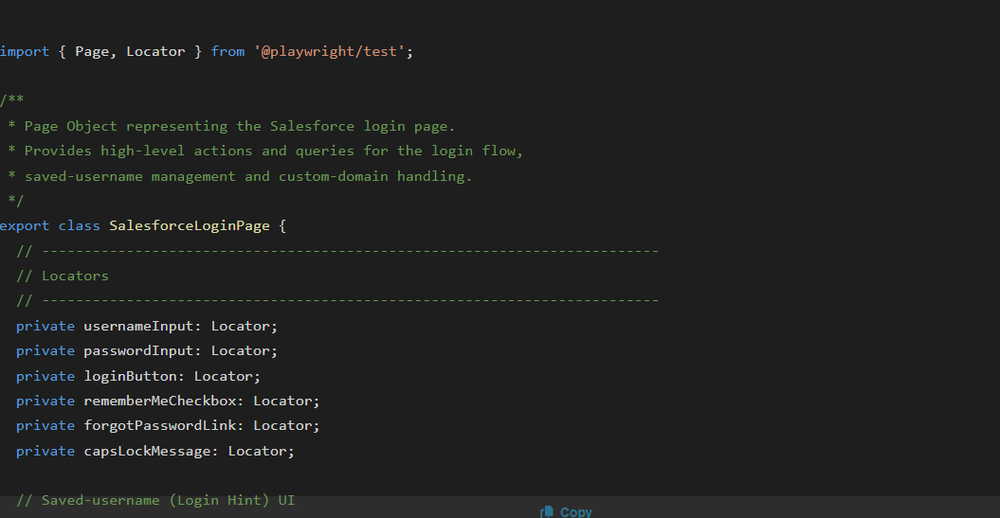 import { Page, Locator } from '@playwright/test';
/**
 * Page Object representing the Salesforce login page.
 * Provides high-level actions and queries for the login flow,
 * saved-username management and custom-domain handling.
 */
export class SalesforceLoginPage {
  // -------------------------------------------------------------------------
  // Locators
  // -------------------------------------------------------------------------
  private usernameInput: Locator;
  private passwordInput: Locator;
  private loginButton: Locator;
  private rememberMeCheckbox: Locator;
  private forgotPasswordLink: Locator;
  private capsLockMessage: Locator;
  // Saved-username (Login Hint) UI
Copy